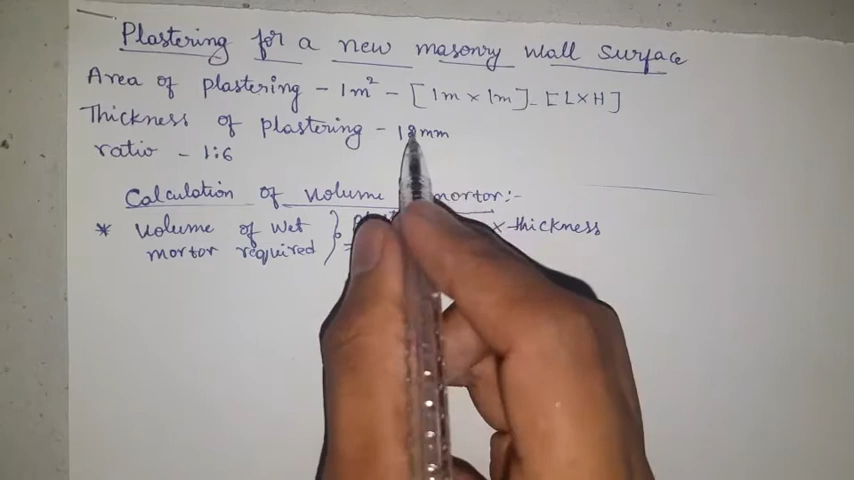 Plastering for a new masonry wall surface
Area of plastering - 1m² - [1m x 1m] - [L x H]
Thickness of plastering - 18mm
ratio - 1:6
Calculation of volume mortor:-
* Volume of wet x thickness
mortor required } =